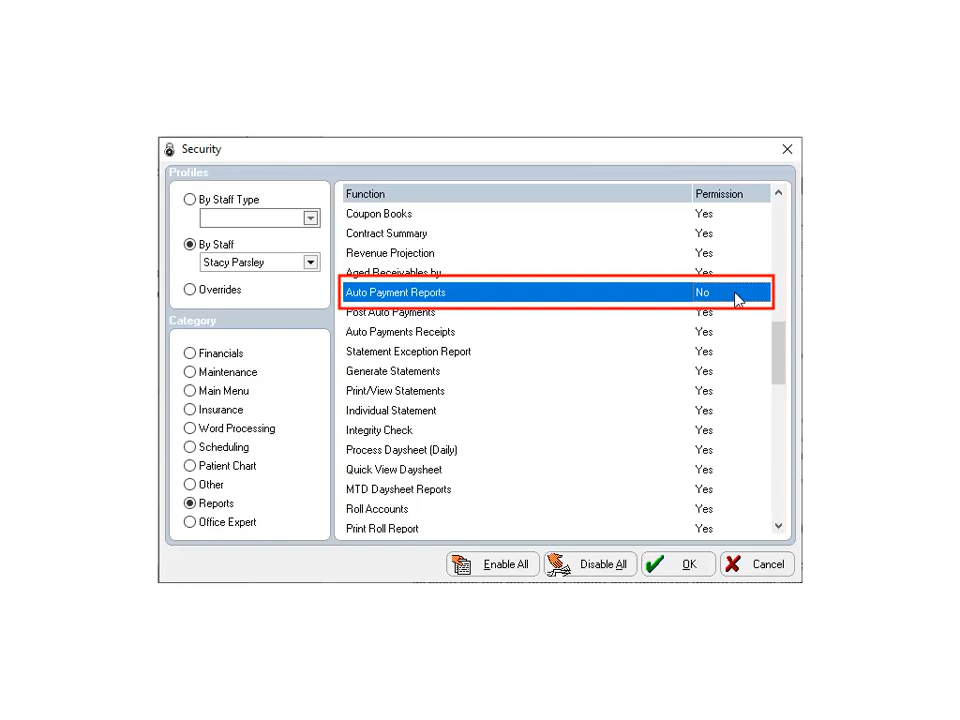 Security
Profiles
By Staff Type
By Staff
Stacy Parsley
Overrides
Category
Financials
Maintenance
Main Menu
Insurance
Word Processing
Scheduling
Patient Chart
Other
Reports
Office Expert
Function Permission
Coupon Books Yes
Contract Summary Yes
Revenue Projection Yes
Aged Receivables by Yes
Auto Payment Reports No
Post Auto Payments Yes
Auto Payments Receipts Yes
Statement Exception Report Yes
Generate Statements Yes
Print/View Statements Yes
Individual Statement Yes
Integrity Check Yes
Process Daysheet (Daily) Yes
Quick View Daysheet Yes
MTD Daysheet Reports Yes
Roll Accounts Yes
Print Roll Report Yes
Enable All Disable All OK Cancel